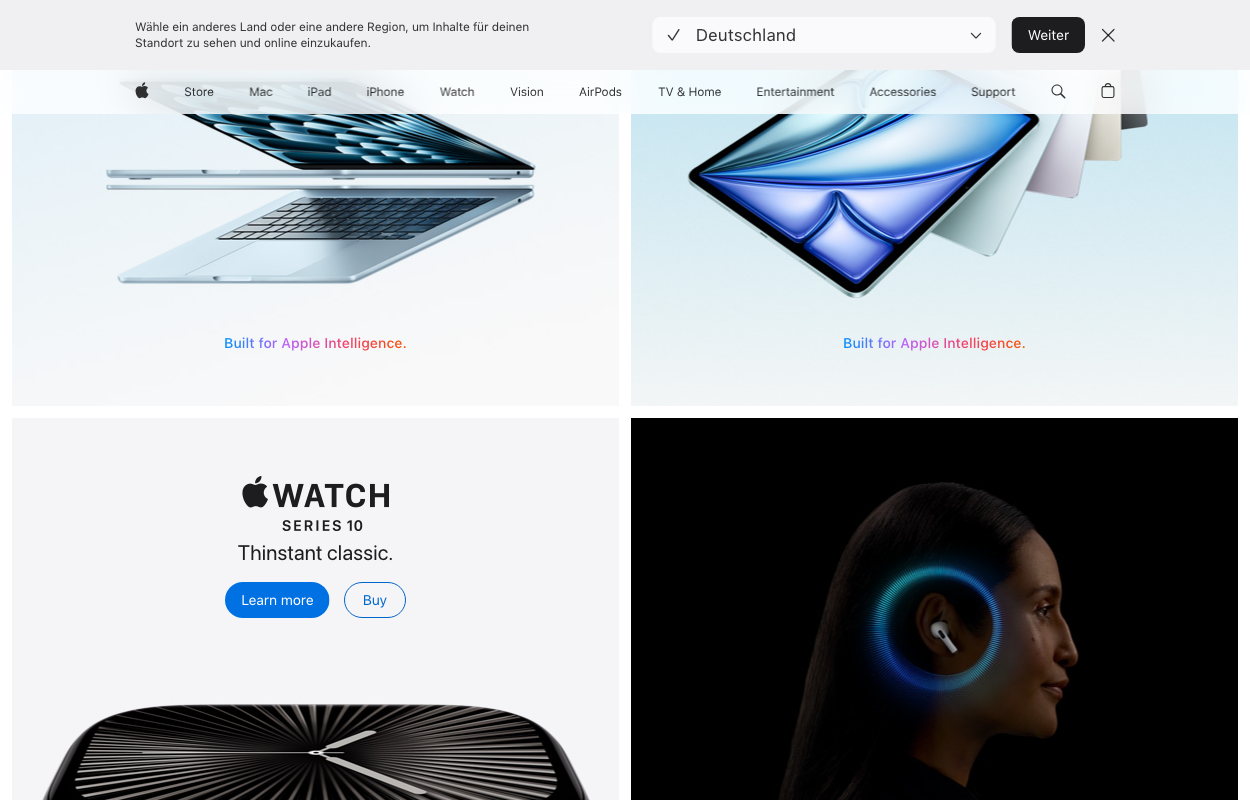 Wähle ein anderes Land oder eine andere Region, um Inhalte für deinen
Standort zu sehen und online einzukaufen.
Deutschland
Weiter
Store Mac iPad iPhone Watch Vision AirPods TV & Home Entertainment Accessories Support
Built for Apple Intelligence.
Built for Apple Intelligence.
WATCH
SERIES 10
Thinstant classic.
Learn more
Buy